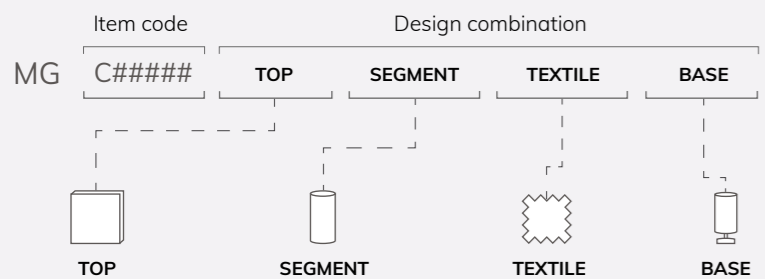 Item code Design combination
MG C##### TOP SEGMENT TEXTILE BASE
TOP SEGMENT TEXTILE BASE